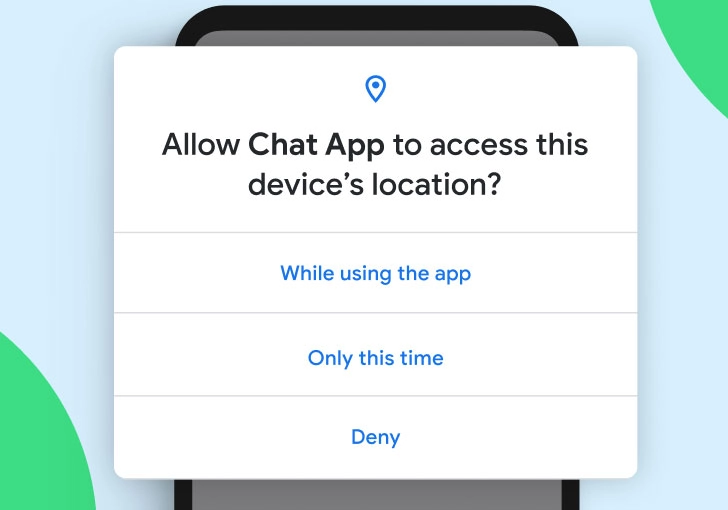 Allow Chat App to access this
device’s location?
While using the app
Only this time
Deny